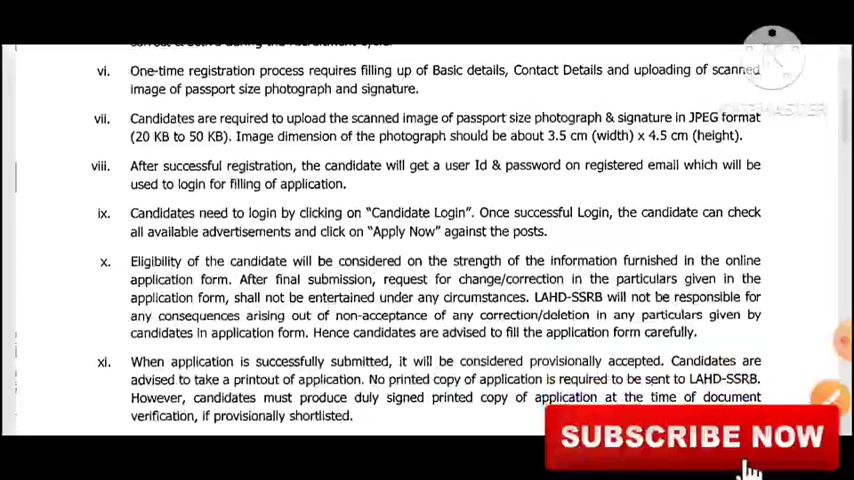 vi. One-time registration process requires filling up of Basic details, Contact Details and uploading of scanned
image of passport size photograph and signature.
vii. Candidates are required to upload the scanned image of passport size photograph & signature in JPEG format
(20 KB to 50 KB). Image dimension of the photograph should be about 3.5 cm (width) x 4.5 cm (height).
viii. After successful registration, the candidate will get a user Id & password on registered email which will be
used to login for filling of application.
ix. Candidates need to login by clicking on “Candidate Login”. Once successful Login, the candidate can check
all available advertisements and click on “Apply Now” against the posts.
x. Eligibility of the candidate will be considered on the strength of the information furnished in the online
application form. After final submission, request for change/correction in the particulars given in the
application form, shall not be entertained under any circumstances. LAHD-SSRB will not be responsible for
any consequences arising out of non-acceptance of any correction/deletion in any particulars given by
candidates in application form. Hence candidates are advised to fill the application form carefully.
xi. When application is successfully submitted, it will be considered provisionally accepted. Candidates are
advised to take a printout of application. No printed copy of application is required to be sent to LAHD-SSRB.
However, candidates must produce duly signed printed copy of application at the time of document
verification, if provisionally shortlisted.
SUBSCRIBE NOW